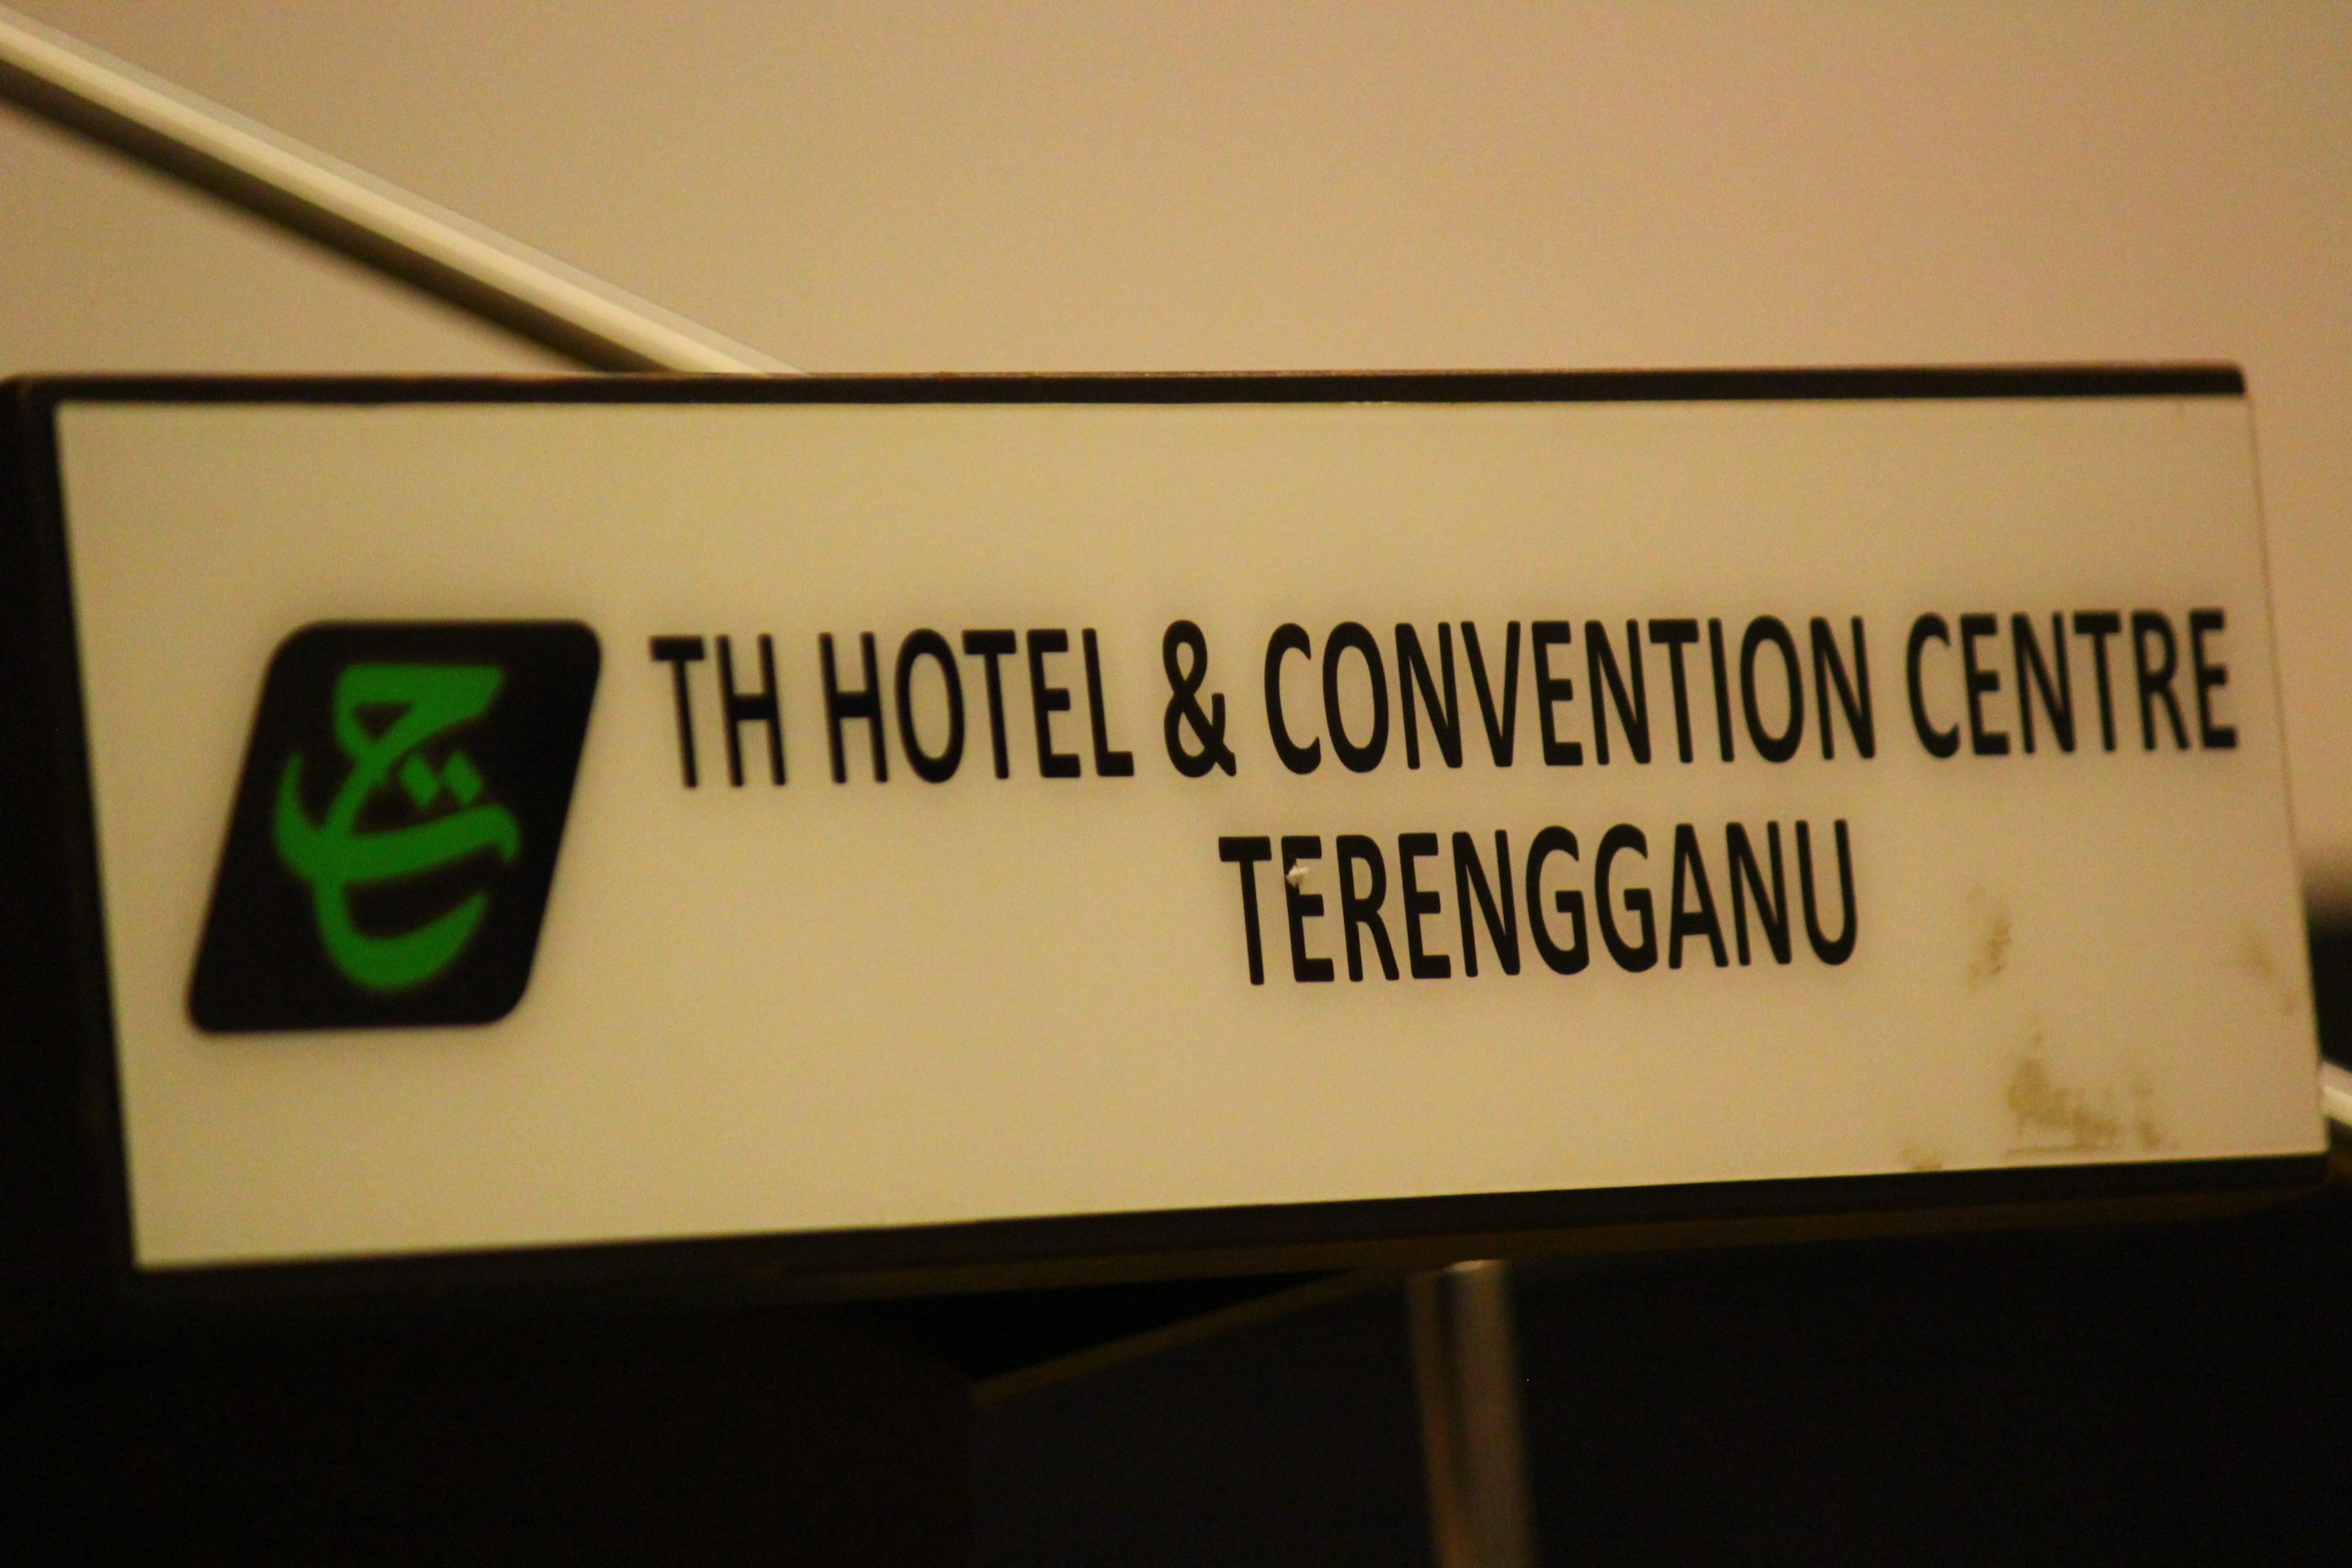 TH HOTEL & CONVENTION CENTRE
TERENGGANU